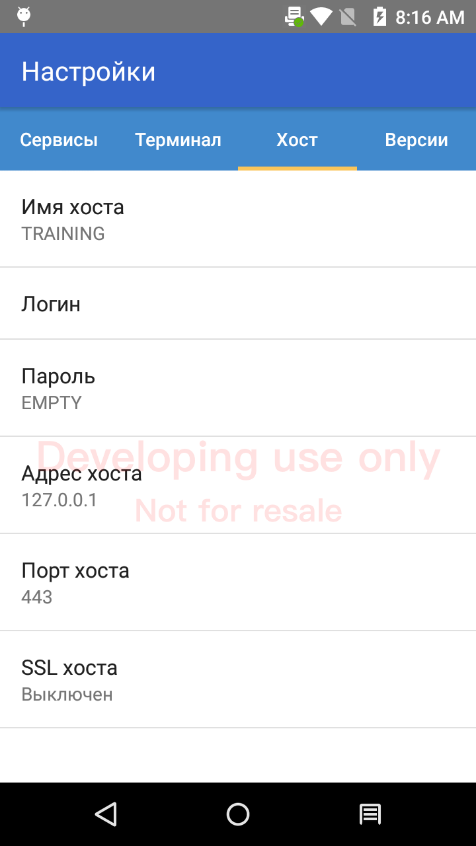 8:16 AM
Настройки
Сервисы Терминал Хост Версии
Имя хоста
TRAINING
Логин
Пароль
EMPTY
Developing use only
Адрес хоста
127.0.0.1
Not for resale
Порт хоста
443
SSL хоста
Выключен